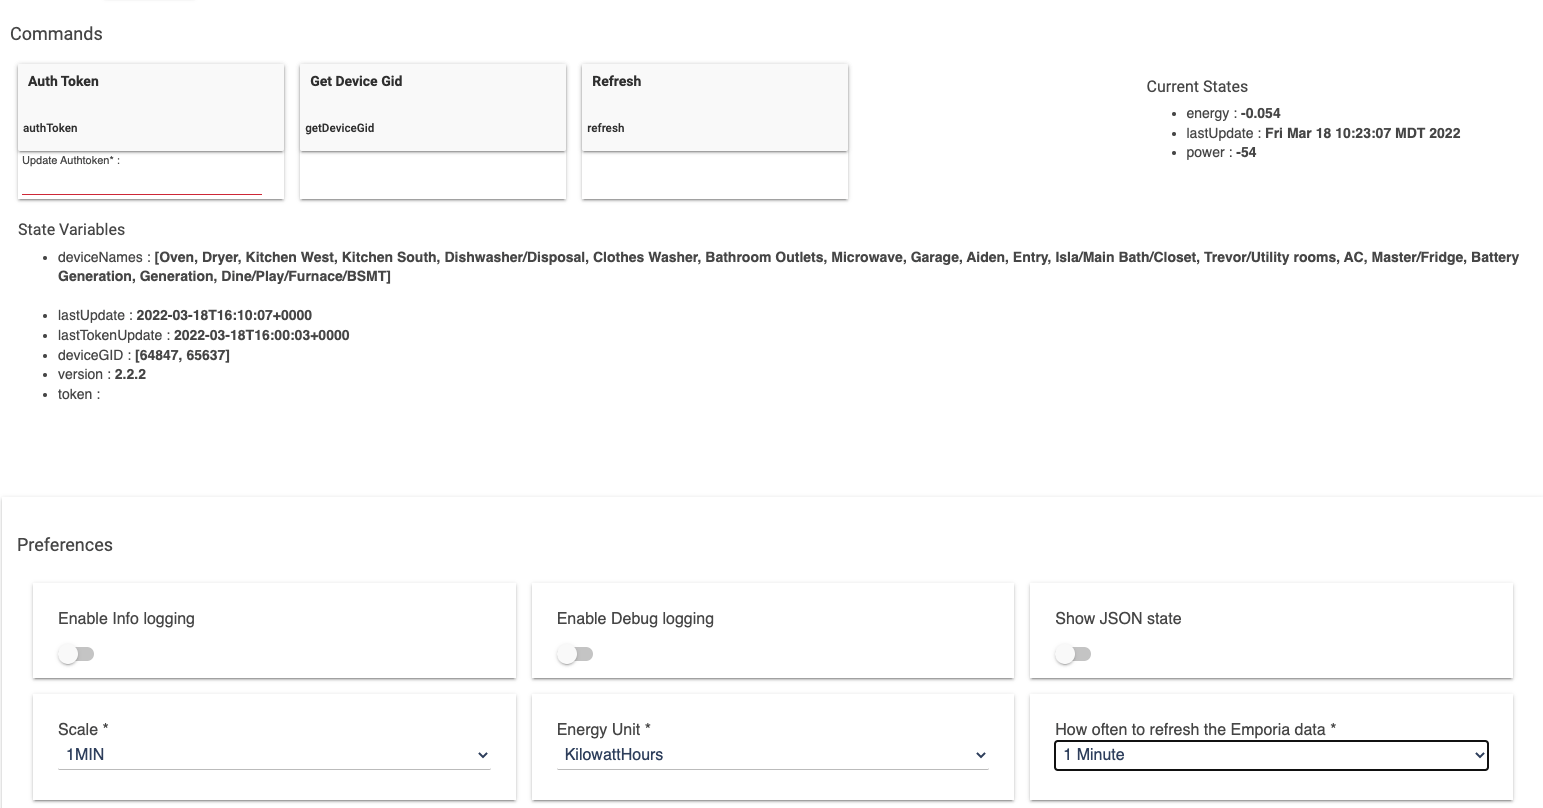 Commands
Auth Token
authToken
Update Authtoken* :
Get Device Gid
getDeviceGid
Refresh
refresh
Current States
energy : -0.054
lastUpdate : Fri Mar 18 10:23:07 MDT 2022
power : -54
State Variables
deviceNames : [Oven, Dryer, Kitchen West, Kitchen South, Dishwasher/Disposal, Clothes Washer, Bathroom Outlets, Microwave, Garage, Aiden, Entry, Isla/Main Bath/Closet, Trevor/Utility rooms, AC, Master/Fridge, Battery
Generation, Generation, Dine/Play/Furnace/BSMT]
lastUpdate : 2022-03-18T16:10:07+0000
lastTokenUpdate : 2022-03-18T16:00:03+0000
deviceGID : [64847, 65637]
version : 2.2.2
token :
Preferences
Enable Info logging
Enable Debug logging
Show JSON state
Scale *
1MIN
Energy Unit *
KilowattHours
How often to refresh the Emporia data *
1 Minute